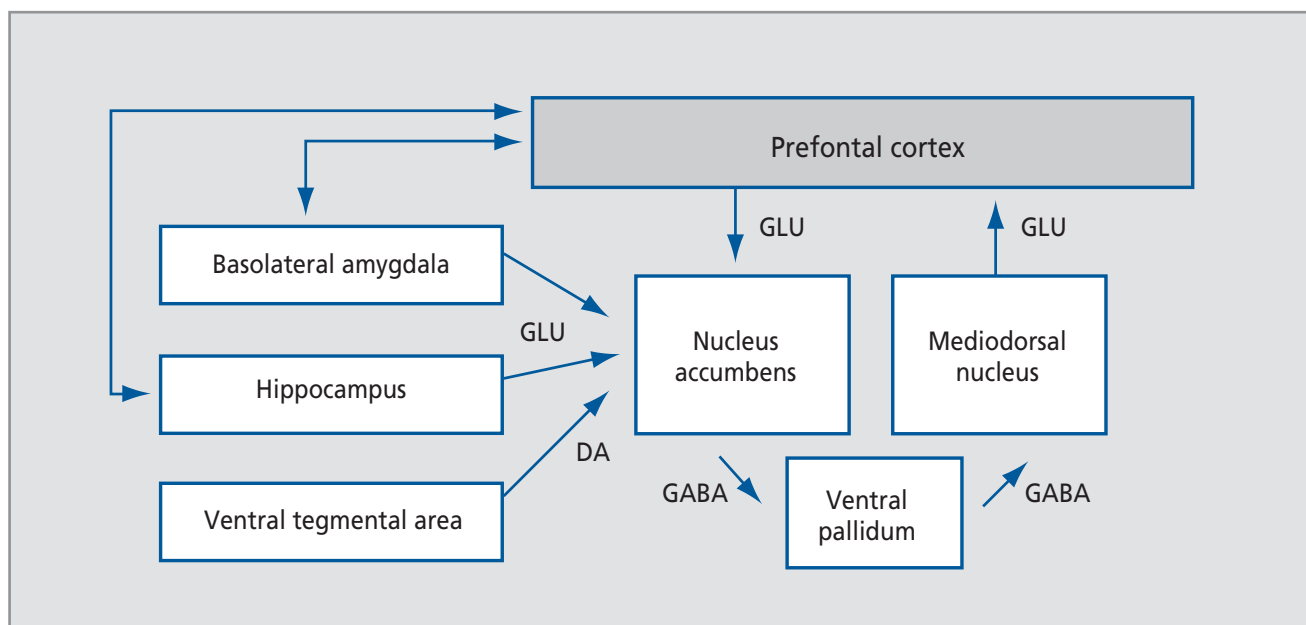 Prefontal cortex
GLU
GLU
Basolateral amygdala
GLU
Nucleus
accumbens
Mediodorsal
nucleus
Hippocampus
DA
Ventral tegmental area
GABA
Ventral
pallidum
GABA